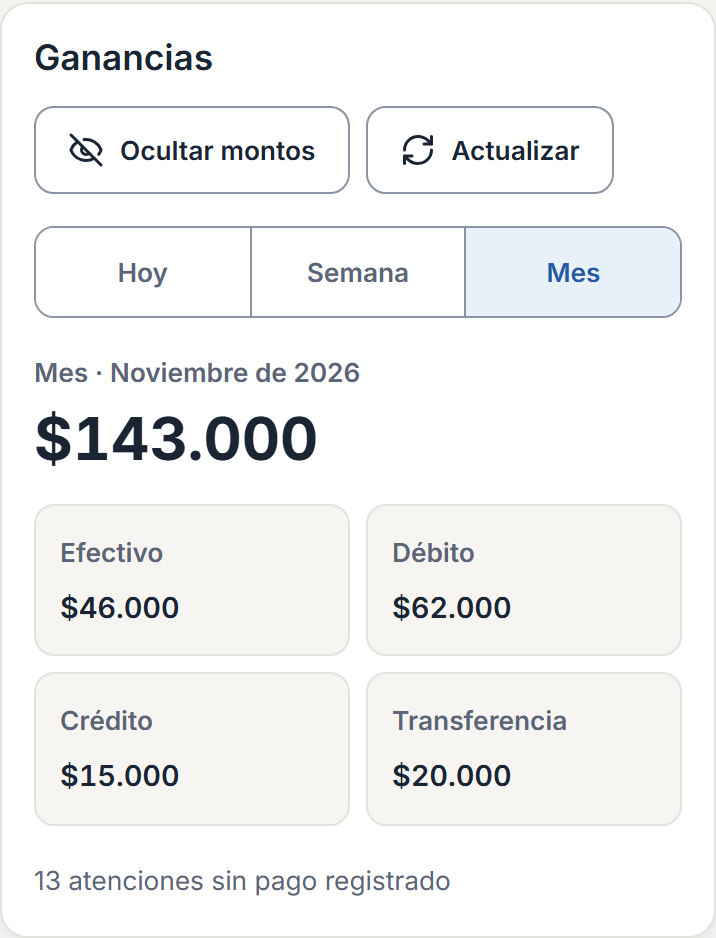 Ganancias
Ocultar montos
Actualizar
Hoy
Semana
Mes
Mes · Noviembre de 2026
$143.000
Efectivo
$46.000
Débito
$62.000
Crédito
$15.000
Transferencia
$20.000
13 atenciones sin pago registrado